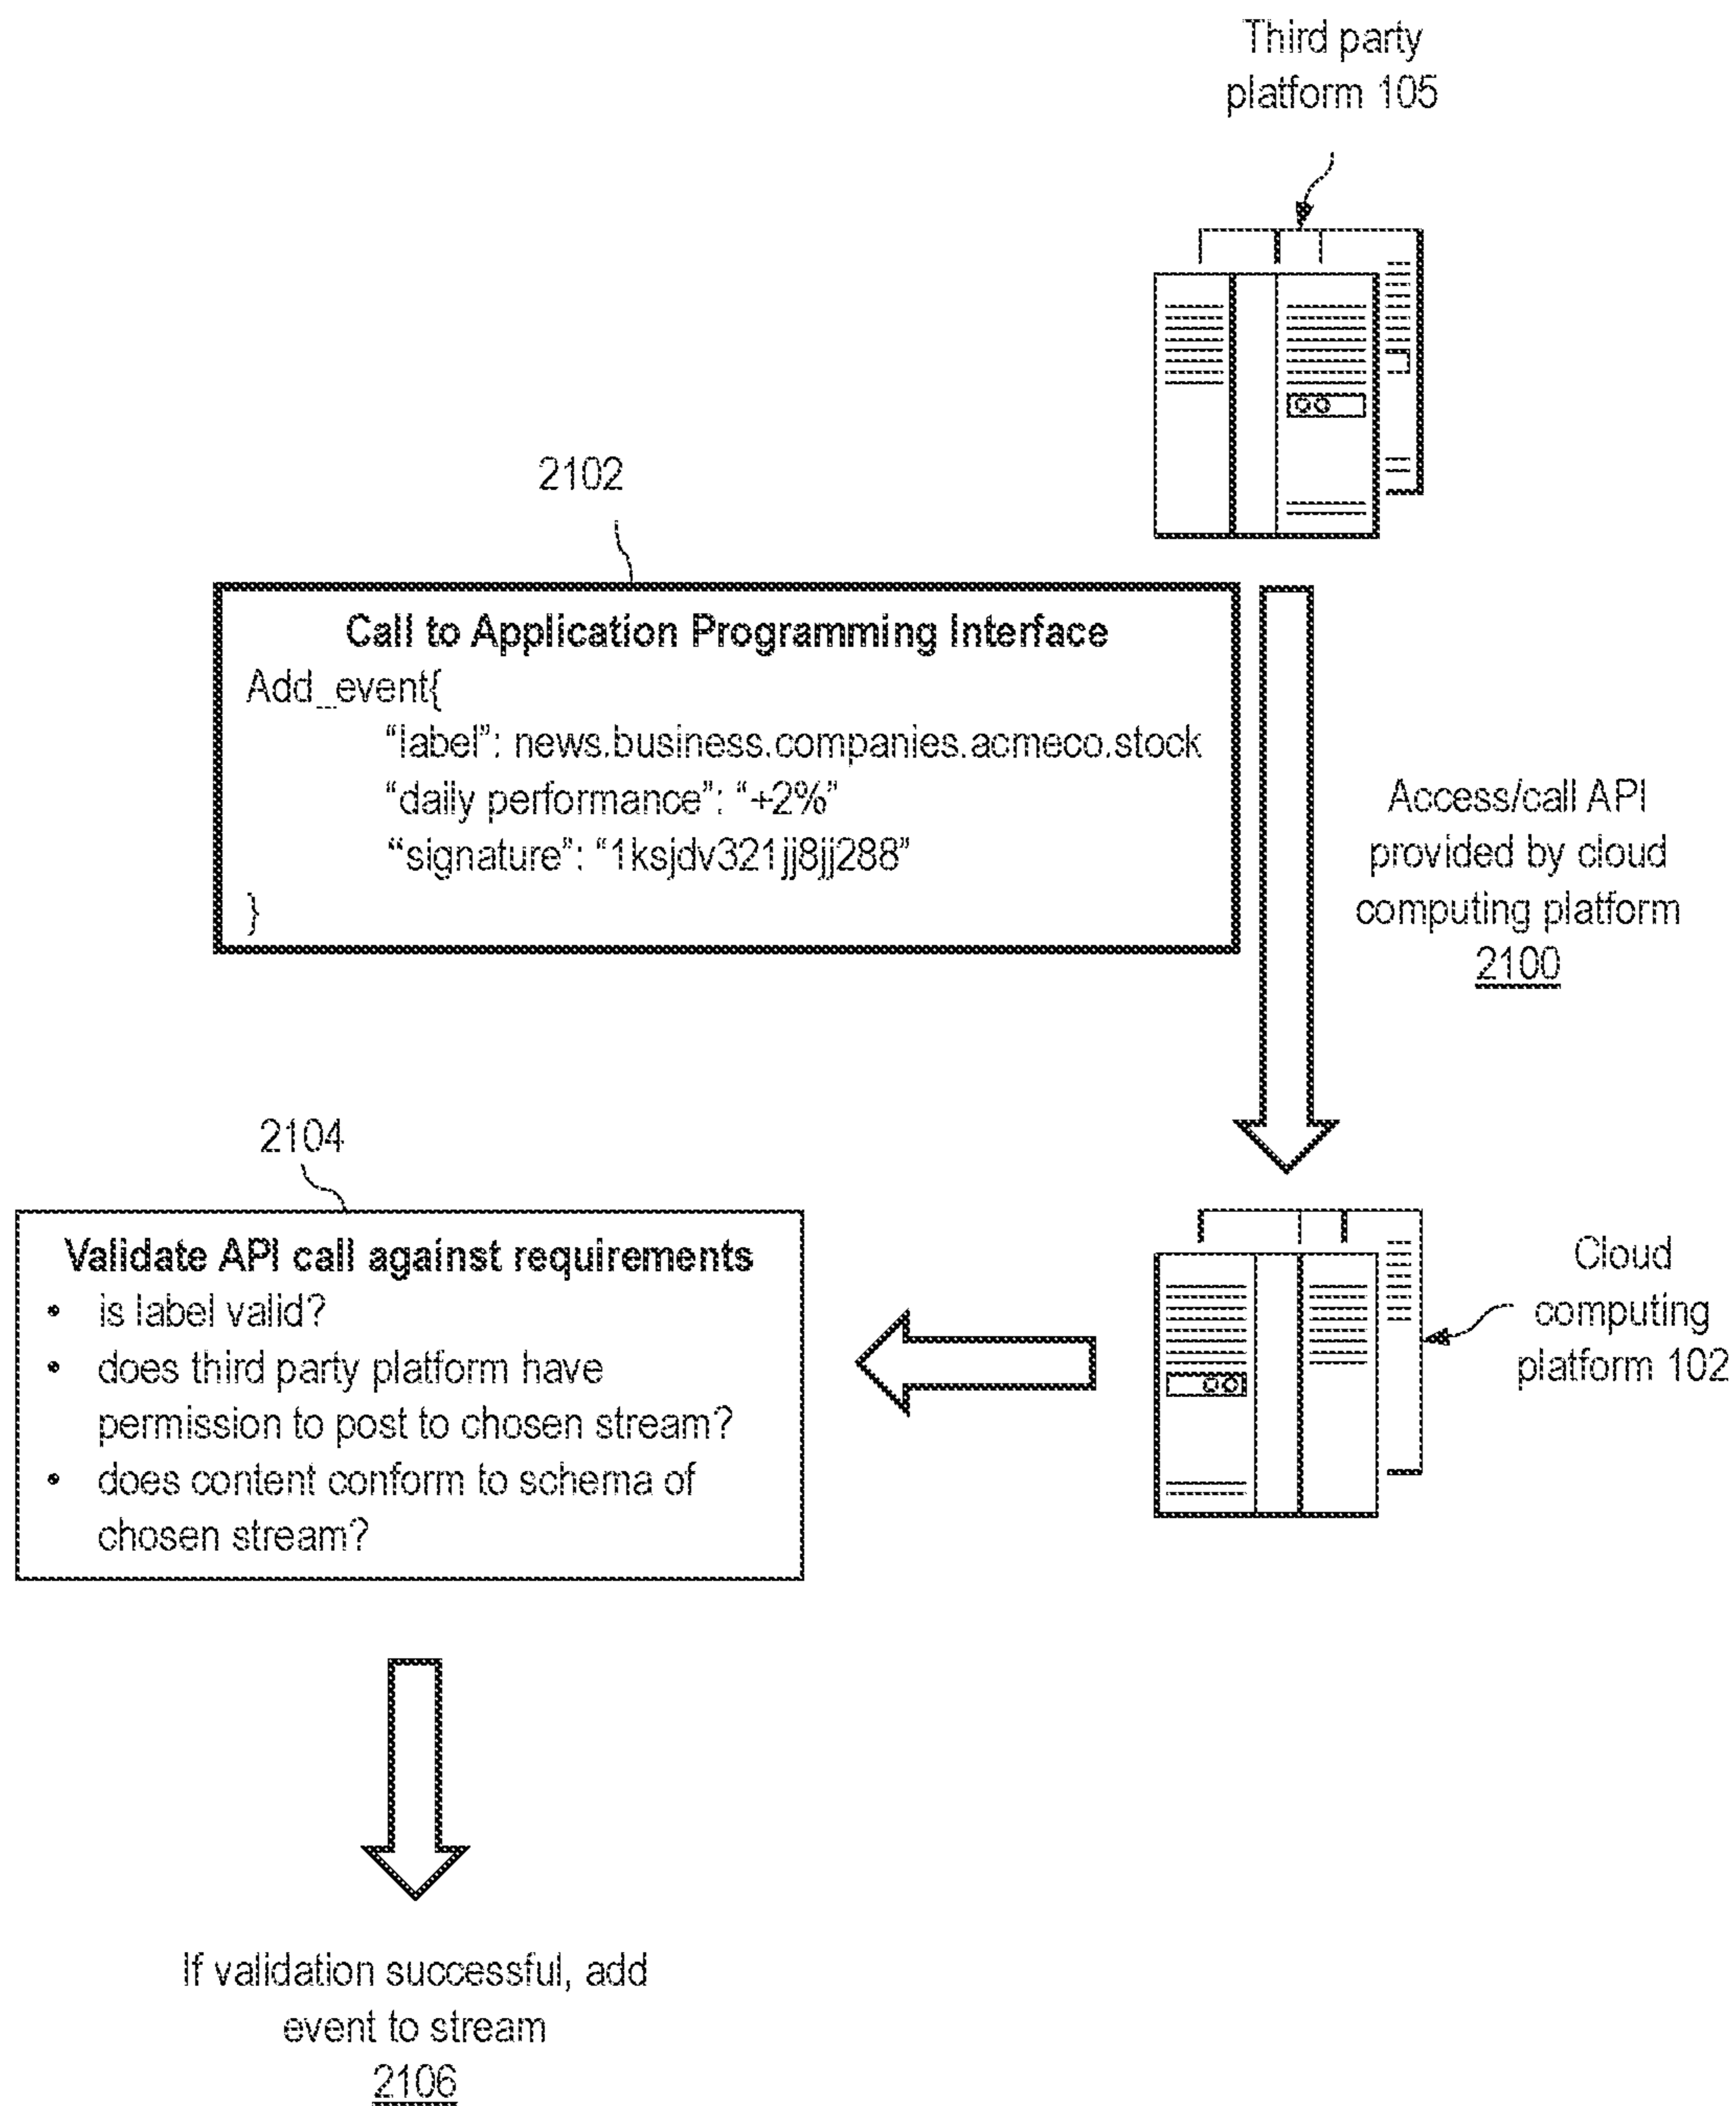 Third party
platform 105
2102
Call to Application Programming Interface
Add_event{
“label”: news.business.companies.acmeco.stock
“daily performance”: “+2%”
“signature”: “1ksjdv321jj8jj288”
}
Access/call API
provided by cloud
computing platform
2100
2104
Validate API call against requirements
• is label valid?
• does third party platform have
permission to post to chosen stream?
• does content conform to schema of
chosen stream?
Cloud
computing
platform 102
If validation successful, add
event to stream
2106